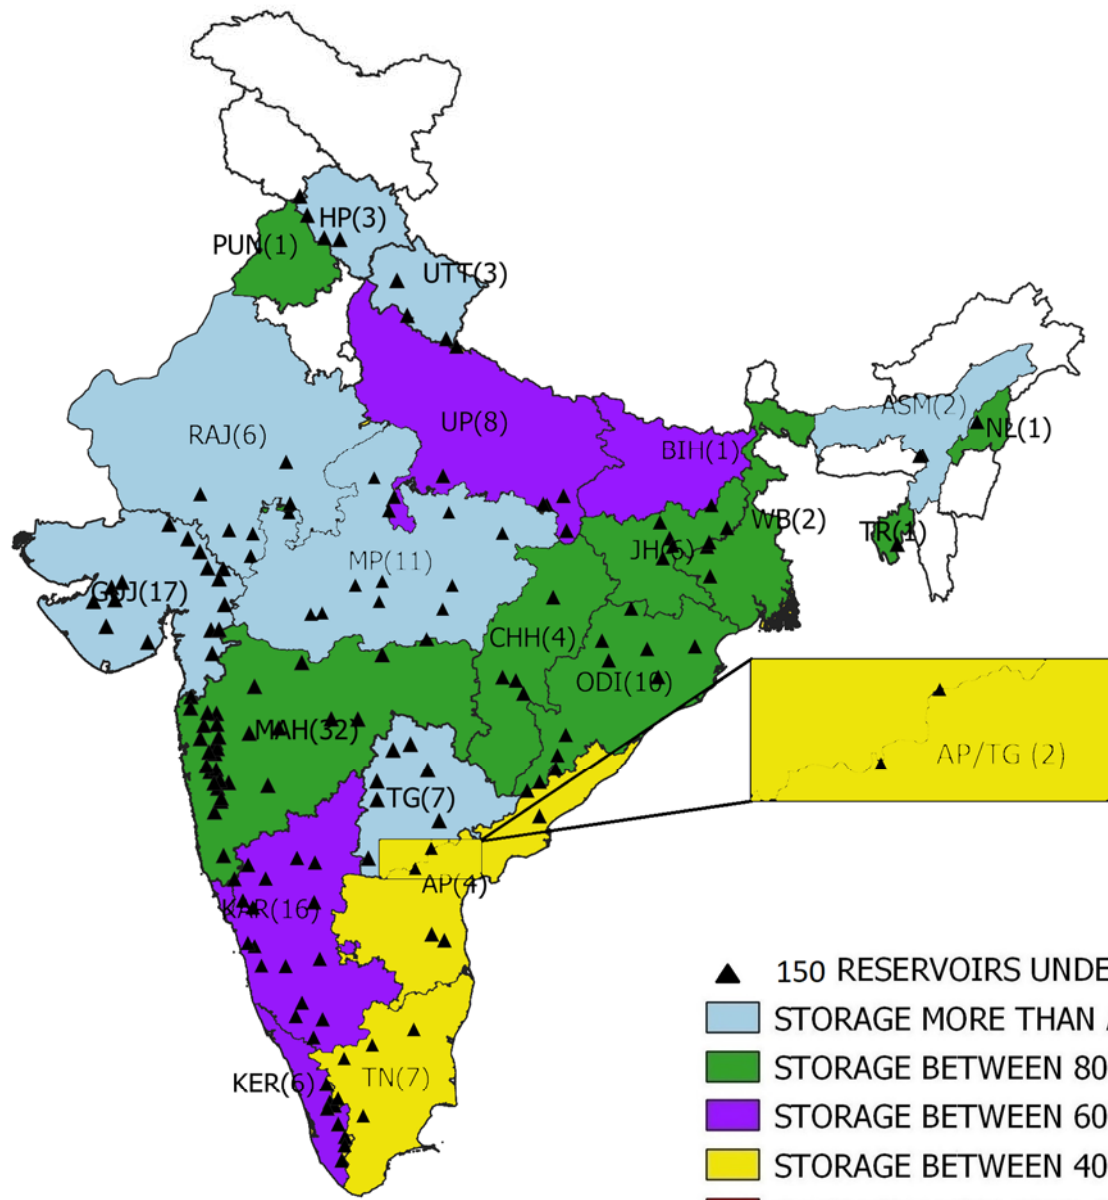 HP(3)
PUN(1)
UTT(3)
ASM(2)
NL(1)
UP(8)
RAJ(6)
BIH(1)
WB(2)
TR(1)
JH(6)
MP(11)
GUJ(17)
CHH(4)
ODI(10)
MAH(32)
AP/TG (2)
TG(7)
AP(4)
KAR(16)
150 RESERVOIRS UNDE
STORAGE MORE THAN
STORAGE BETWEEN 80
TN(7)
KER(6)
STORAGE BETWEEN 60
STORAGE BETWEEN 40